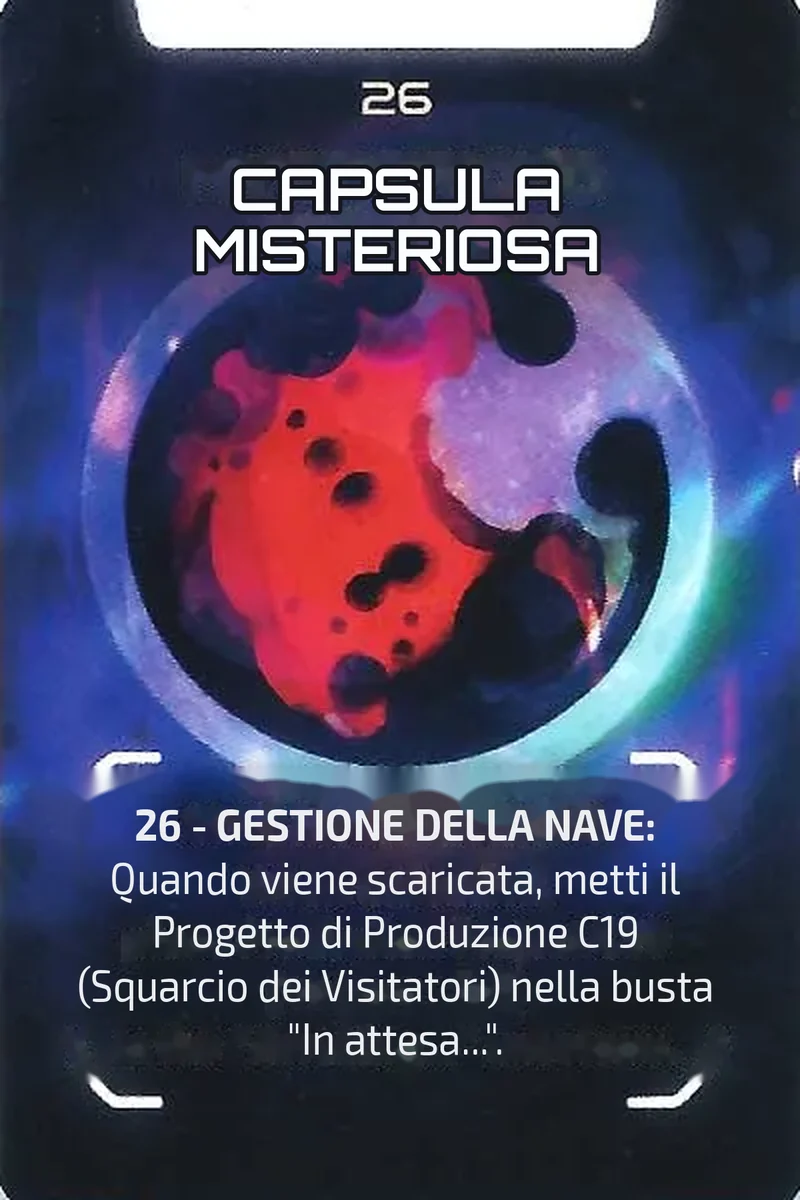 26
CAPSULA
MISTERIOSA
26 - GESTIONE DELLA NAVE:
Quando viene scaricata, metti il
Progetto di Produzione C19
(Squarcio dei Visitatori) nella busta
"In attesa...".